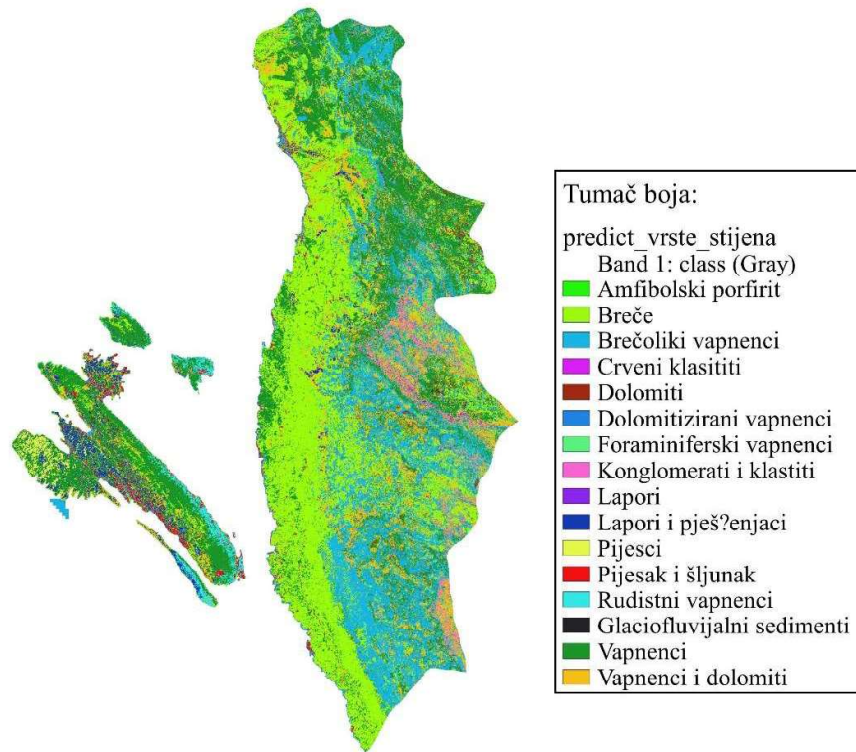 Tumač boja:
predict_vrste_stijena
Band 1: class (Gray)
Amfibolski porfirit
Breče
Brečoliki vapnenci
Crveni klasititi
Dolomiti
Dolomitizirani vapnenci
Foraminiferski vapnenci
Konglomerati i klastiti
Lapori
Lapori i pješ?enjaci
Pijesci
Pijesak i šljunak
Rudistni vapnenci
Glaciofluvijalni sedimenti
Vapnenci
Vapnenci i dolomiti